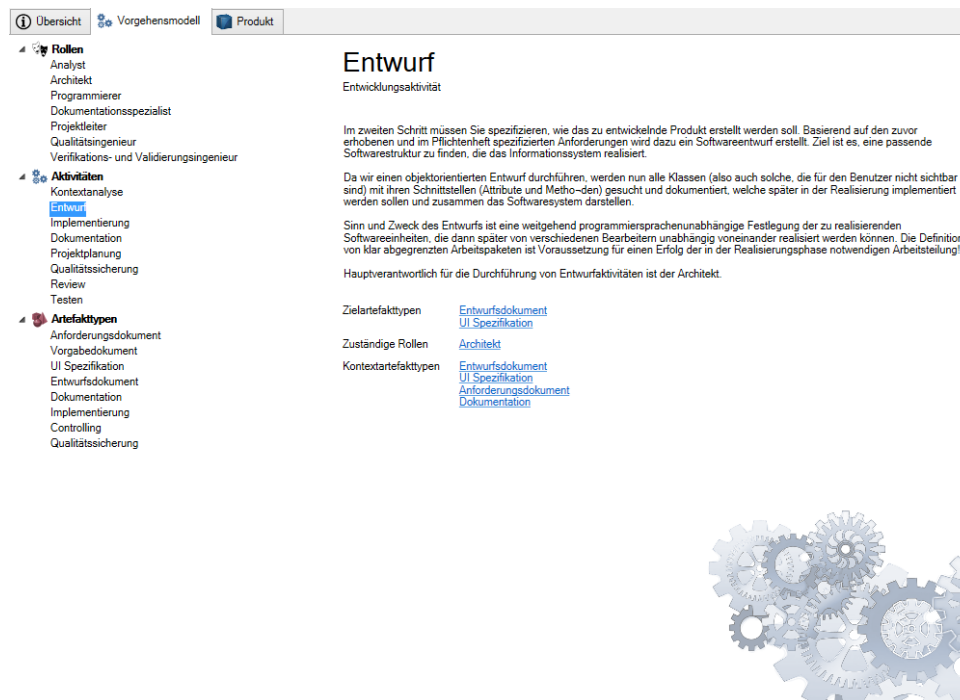 Übersicht
Vorgehensmodell
Produkt
Rollen
Analyst
Architekt
Programmierer
Dokumentationsspezialist
Projektleiter
Qualitätsingenieur
Verifikations- und Validierungsingenieur
Aktivitäten
Kontextanalyse
Entwurf
Implementierung
Dokumentation
Projektplanung
Qualitätssicherung
Review
Testen
Artefakttypen
Anforderungsdokument
Vorgabedokument
UI Spezifikation
Entwurfsdokument
Dokumentation
Implementierung
Controlling
Qualitätssicherung
Entwurf
Entwicklungsaktivität
Im zweiten Schritt müssen Sie spezifizieren, wie das zu entwickelnde Produkt erstellt werden soll. Basierend auf den zuvor
erhobenen und im Pflichtenheft spezifizierten Anforderungen wird dazu ein Softwareentwurf erstellt. Ziel ist es, eine passende
Softwarestruktur zu finden, die das Informationssystem realisiert.
Da wir einen objektorientierten Entwurf durchführen, werden nun alle Klassen (also auch solche, die für den Benutzer nicht sichtbar
sind) mit ihren Schnittstellen (Attribute und Metho¬den) gesucht und dokumentiert, welche später in der Realisierung implementiert
werden sollen und zusammen das Softwaresystem darstellen.
Sinn und Zweck des Entwurfs ist eine weitgehend programmiersprachenunabhängige Festlegung der zu realisierenden
Softwareeinheiten, die dann später von verschiedenen Bearbeitern unabhängig voneinander realisiert werden können. Die Definition
von klar abgegrenzten Arbeitspaketen ist Voraussetzung für einen Erfolg der in der Realisierungsphase notwendigen Arbeitsteilung!
Hauptverantwortlich für die Durchführung von Entwurfaktivitäten ist der Architekt.
Zielartefakttypen Entwurfsdokument
UI Spezifikation
Zuständige Rollen Architekt
Kontextartefakttypen Entwurfsdokument
UI Spezifikation
Anforderungsdokument
Dokumentation